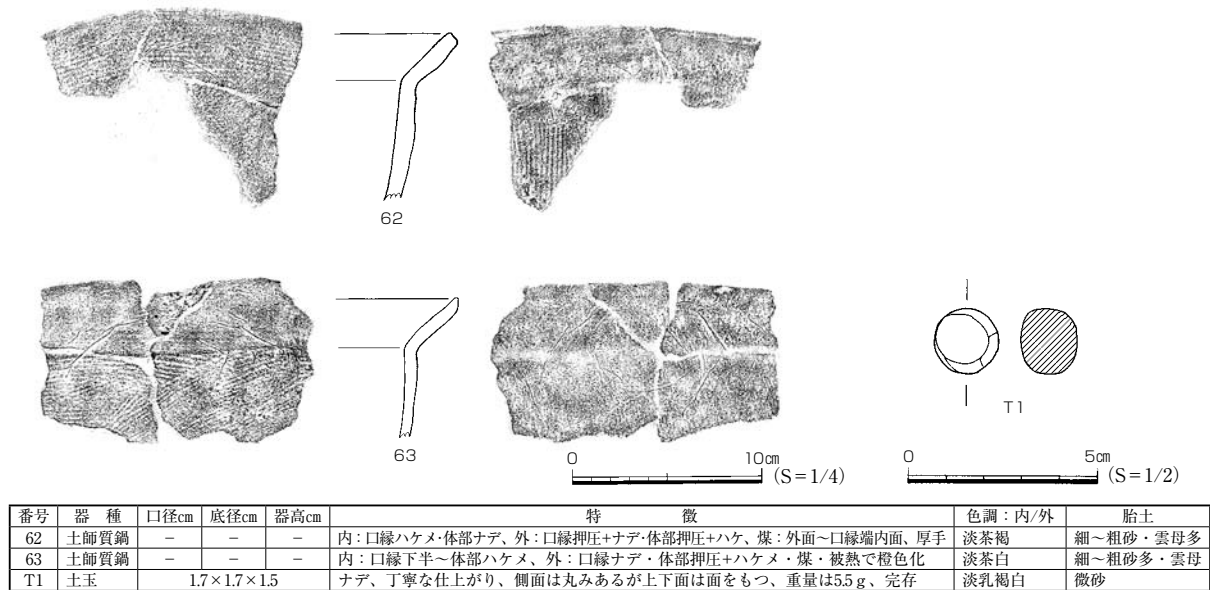 62
63
T1
0 10㎝ (S=1/4)
0 5㎝ (S=1/2)
番号 器種 口径㎝ 底径㎝ 器高㎝ 特徴 色調：内/外 胎土
62 土師質鍋 － － － 内：口縁ハケメ・体部ナデ、外：口縁押圧+ナデ・体部押圧+ハケ、煤：外面～口縁端内面、厚手 淡茶褐 細～粗砂・雲母多
63 土師質鍋 － － － 内：口縁下半～体部ハケメ、外：口縁ナデ・体部押圧+ハケメ・煤・被熱で橙色化 淡茶白 細～粗砂多・雲母
T1 土玉 1.7×1.7×1.5 ナデ、丁寧な仕上がり、側面は丸みあるが上下面は面をもつ、重量は5.5ｇ、完存 淡乳褐白 微砂